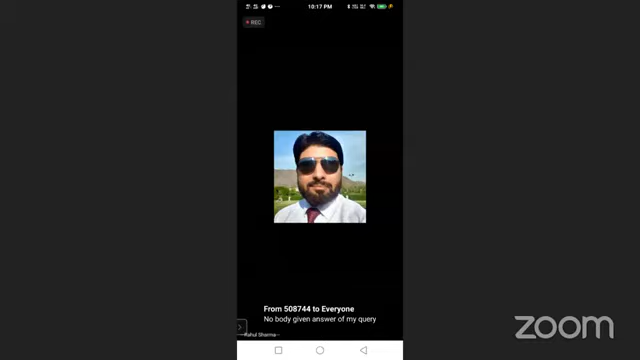 10:17 PM
REC
From 508744 to Everyone
No body given answer of my query
Rahul Sharma
zoom